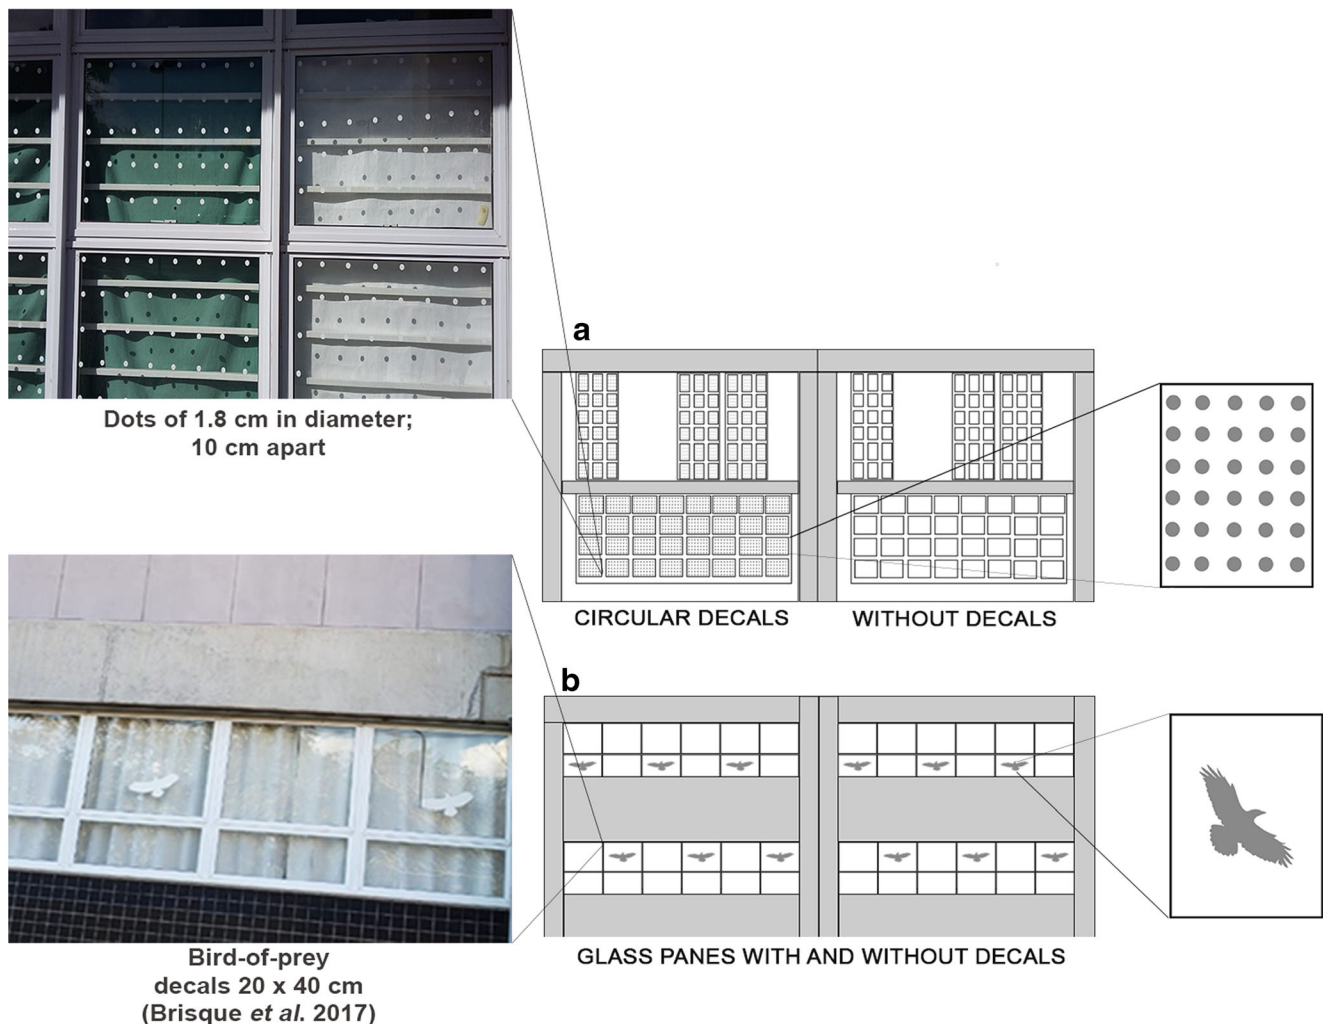 a
Dots of 1.8 cm in diameter;
10 cm apart
CIRCULAR DECALS
WITHOUT DECALS
b
GLASS PANES WITH AND WITHOUT DECALS
Bird-of-prey
decals 20 x 40 cm
(Brisque et al. 2017)